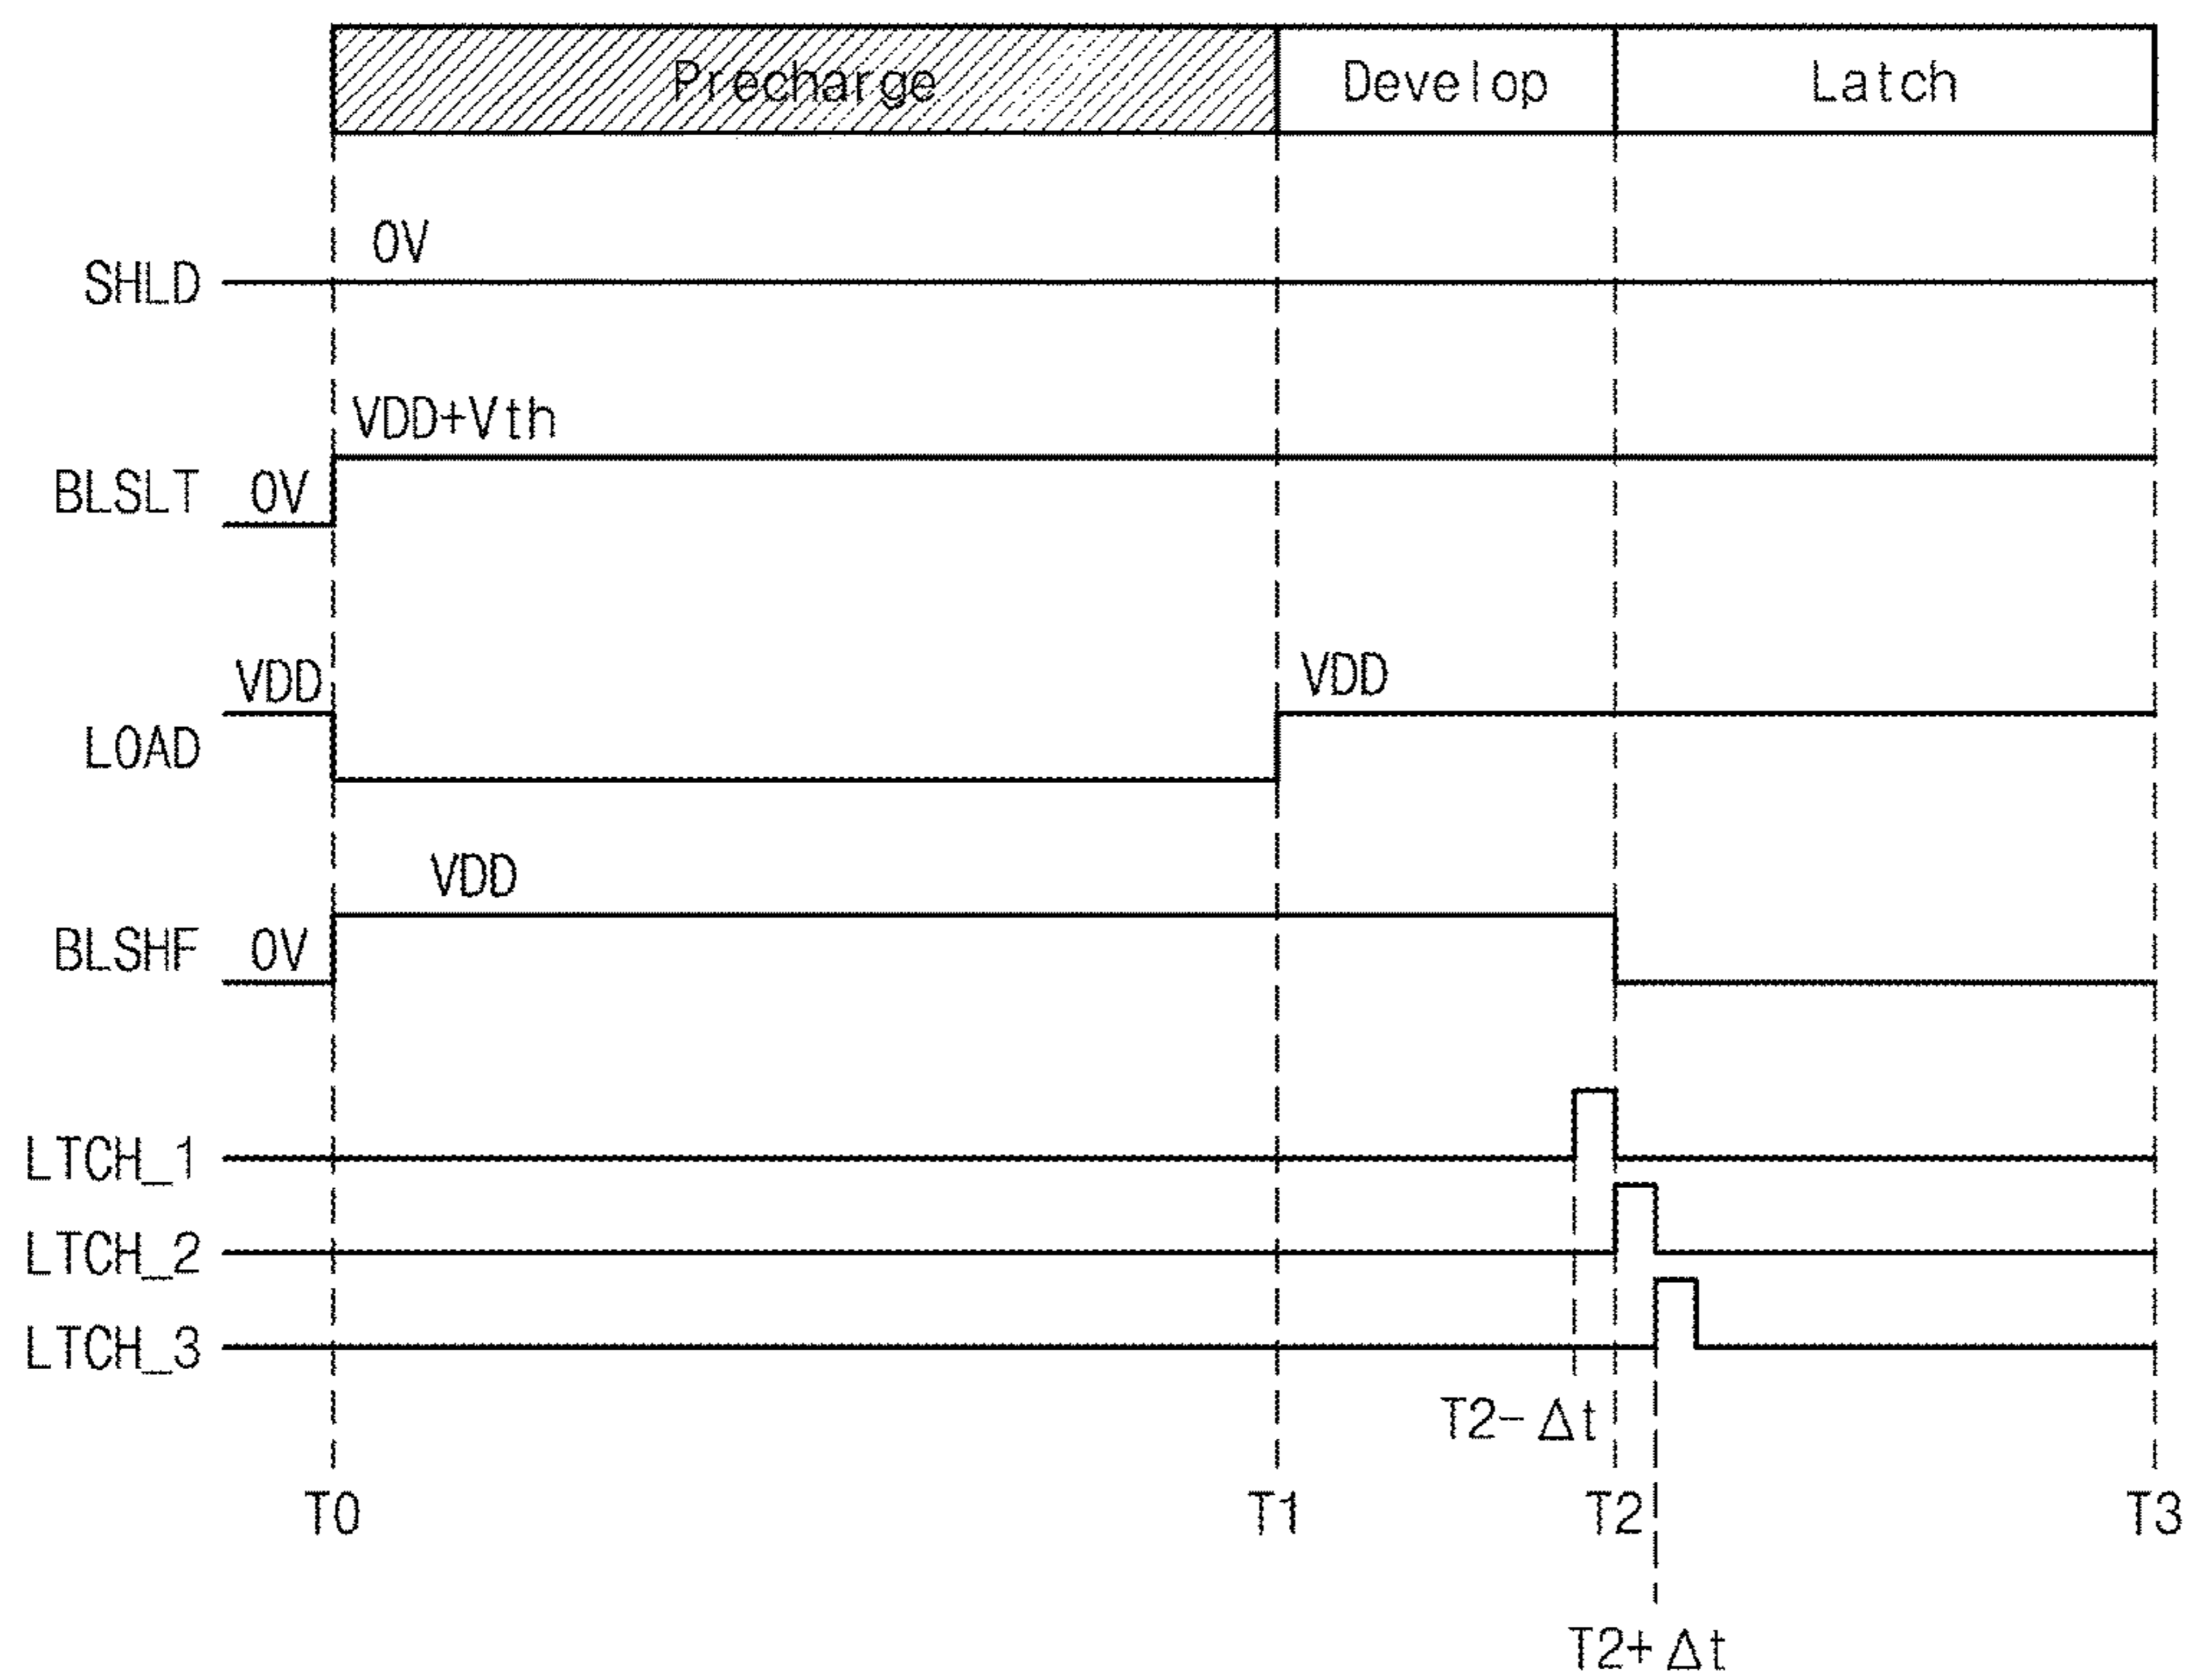 Precharge Develop Latch
0V
SHLD
VDD+Vth
BLSLT 0V
VDD VDD
LOAD
VDD
BLSHF 0V
LTCH_1
LTCH_2
LTCH_3
T2-Δt
T0 T1 T2 T3
T2+Δt